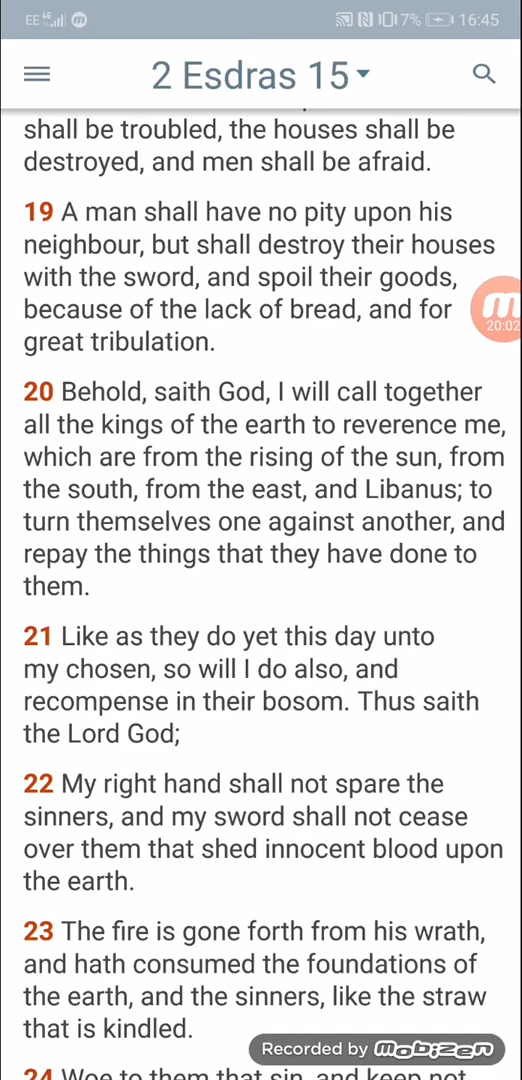 EE 4G 7% 16:45
2 Esdras 15
shall be troubled, the houses shall be
destroyed, and men shall be afraid.
19 A man shall have no pity upon his
neighbour, but shall destroy their houses
with the sword, and spoil their goods,
because of the lack of bread, and for
great tribulation.
20:02
20 Behold, saith God, I will call together
all the kings of the earth to reverence me,
which are from the rising of the sun, from
the south, from the east, and Libanus; to
turn themselves one against another, and
repay the things that they have done to
them.
21 Like as they do yet this day unto
my chosen, so will I do also, and
recompense in their bosom. Thus saith
the Lord God;
22 My right hand shall not spare the
sinners, and my sword shall not cease
over them that shed innocent blood upon
the earth.
23 The fire is gone forth from his wrath,
and hath consumed the foundations of
the earth, and the sinners, like the straw
that is kindled.
Recorded by mobizen
24 Woe to them that sin, and keep not